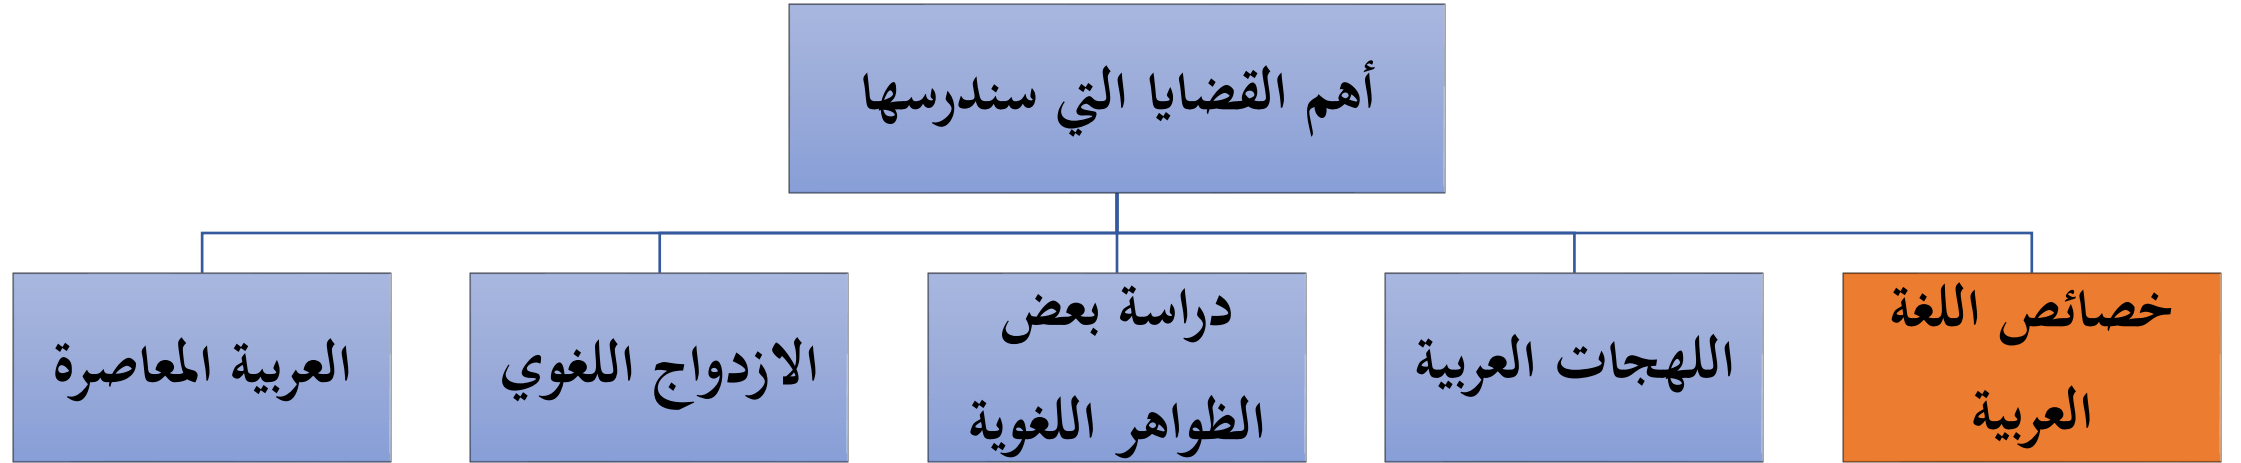 أهم القضايا التي سندرسها
خصائص اللغة
العربية
اللهجات العربية
دراسة بعض
الظواهر اللغوية
الازدواج اللغوي
العربية المعاصرة